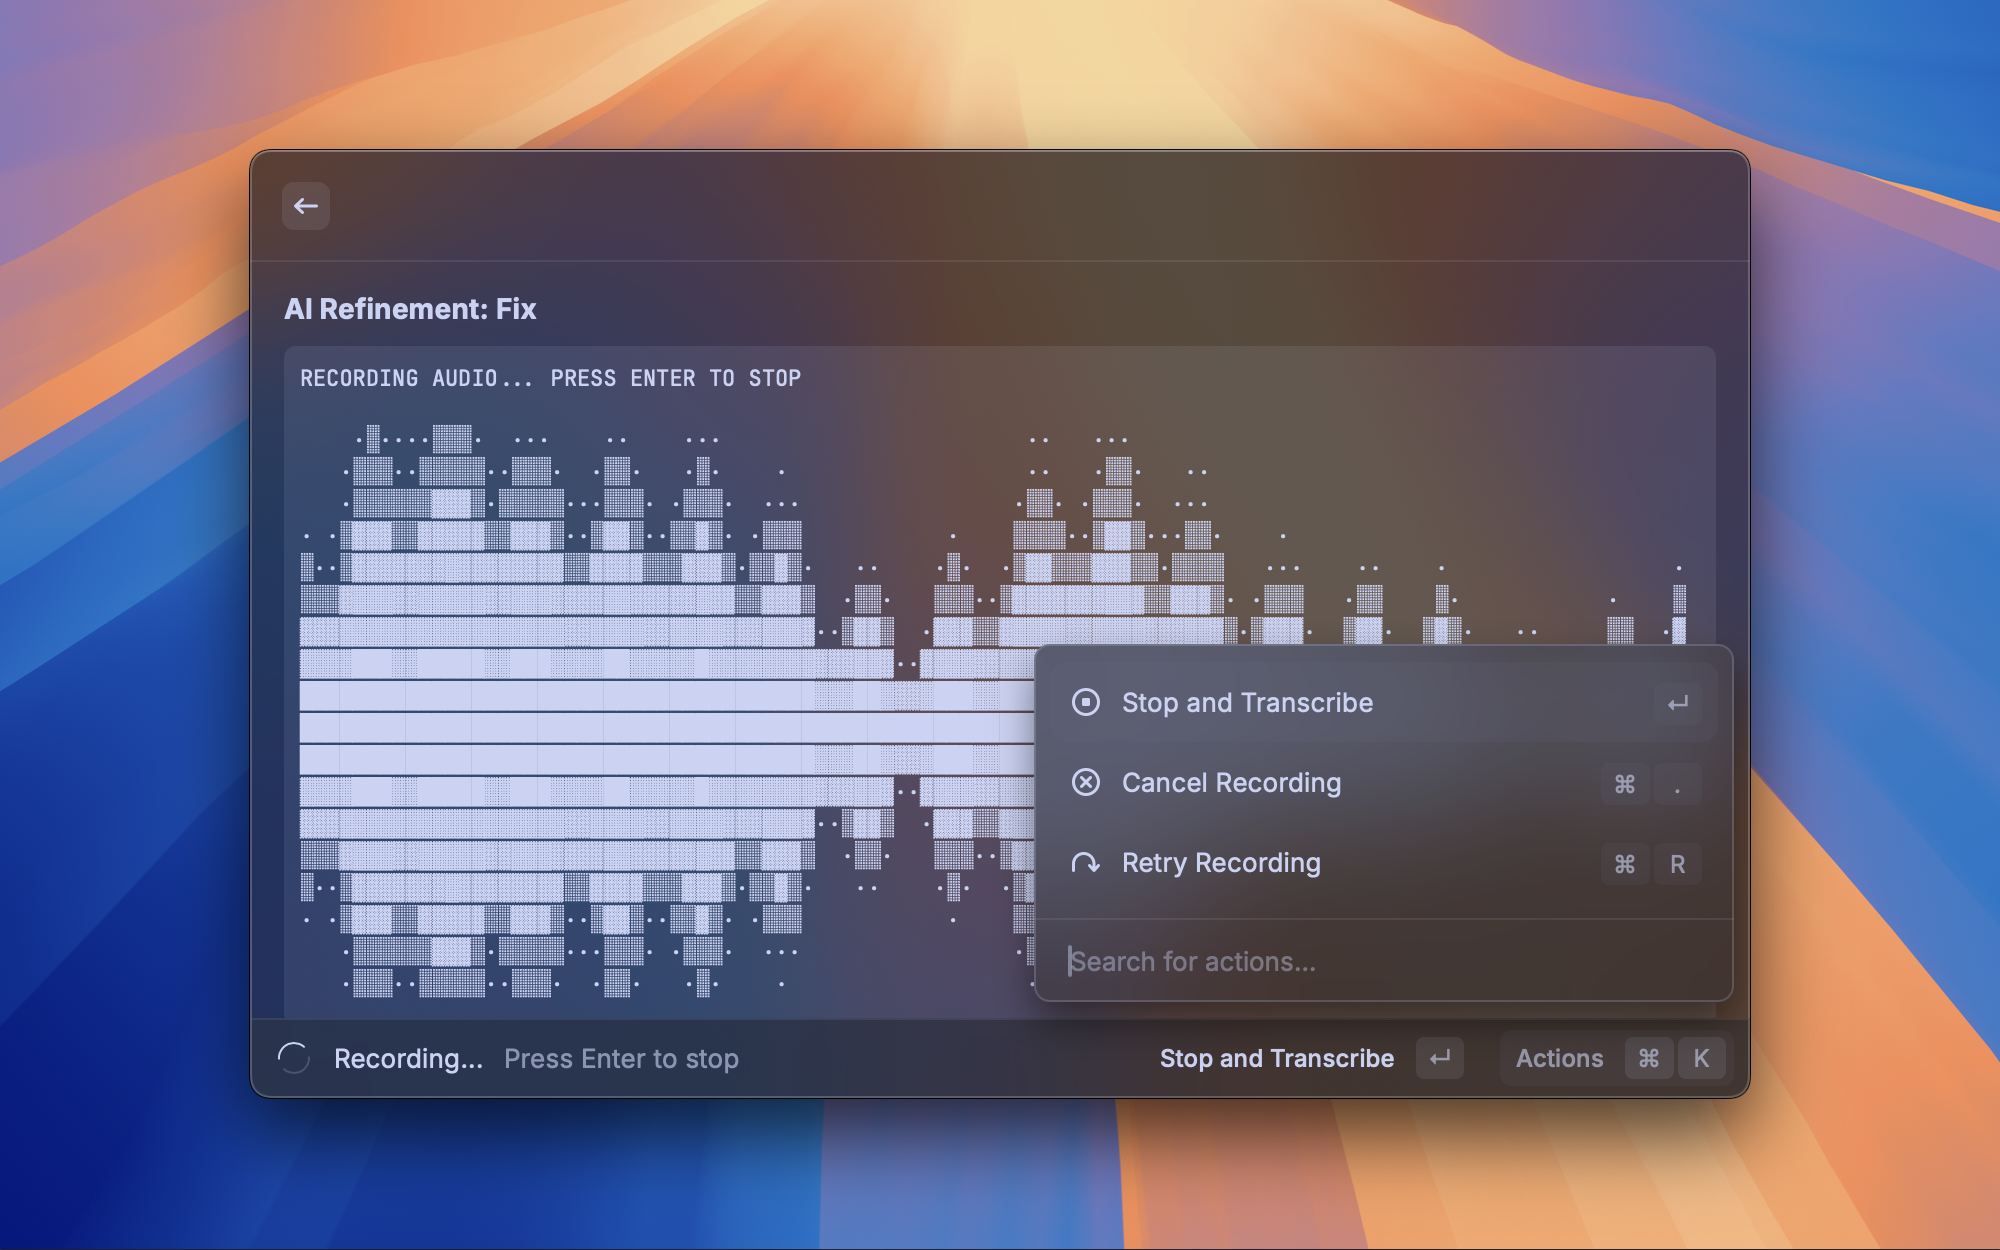 AI Refinement: Fix
RECORDING AUDIO... PRESS ENTER TO STOP
Stop and Transcribe ↵
Cancel Recording ⌘ .
Retry Recording ⌘ R
Search for actions...
Recording... Press Enter to stop
Stop and Transcribe ↵ Actions ⌘ K